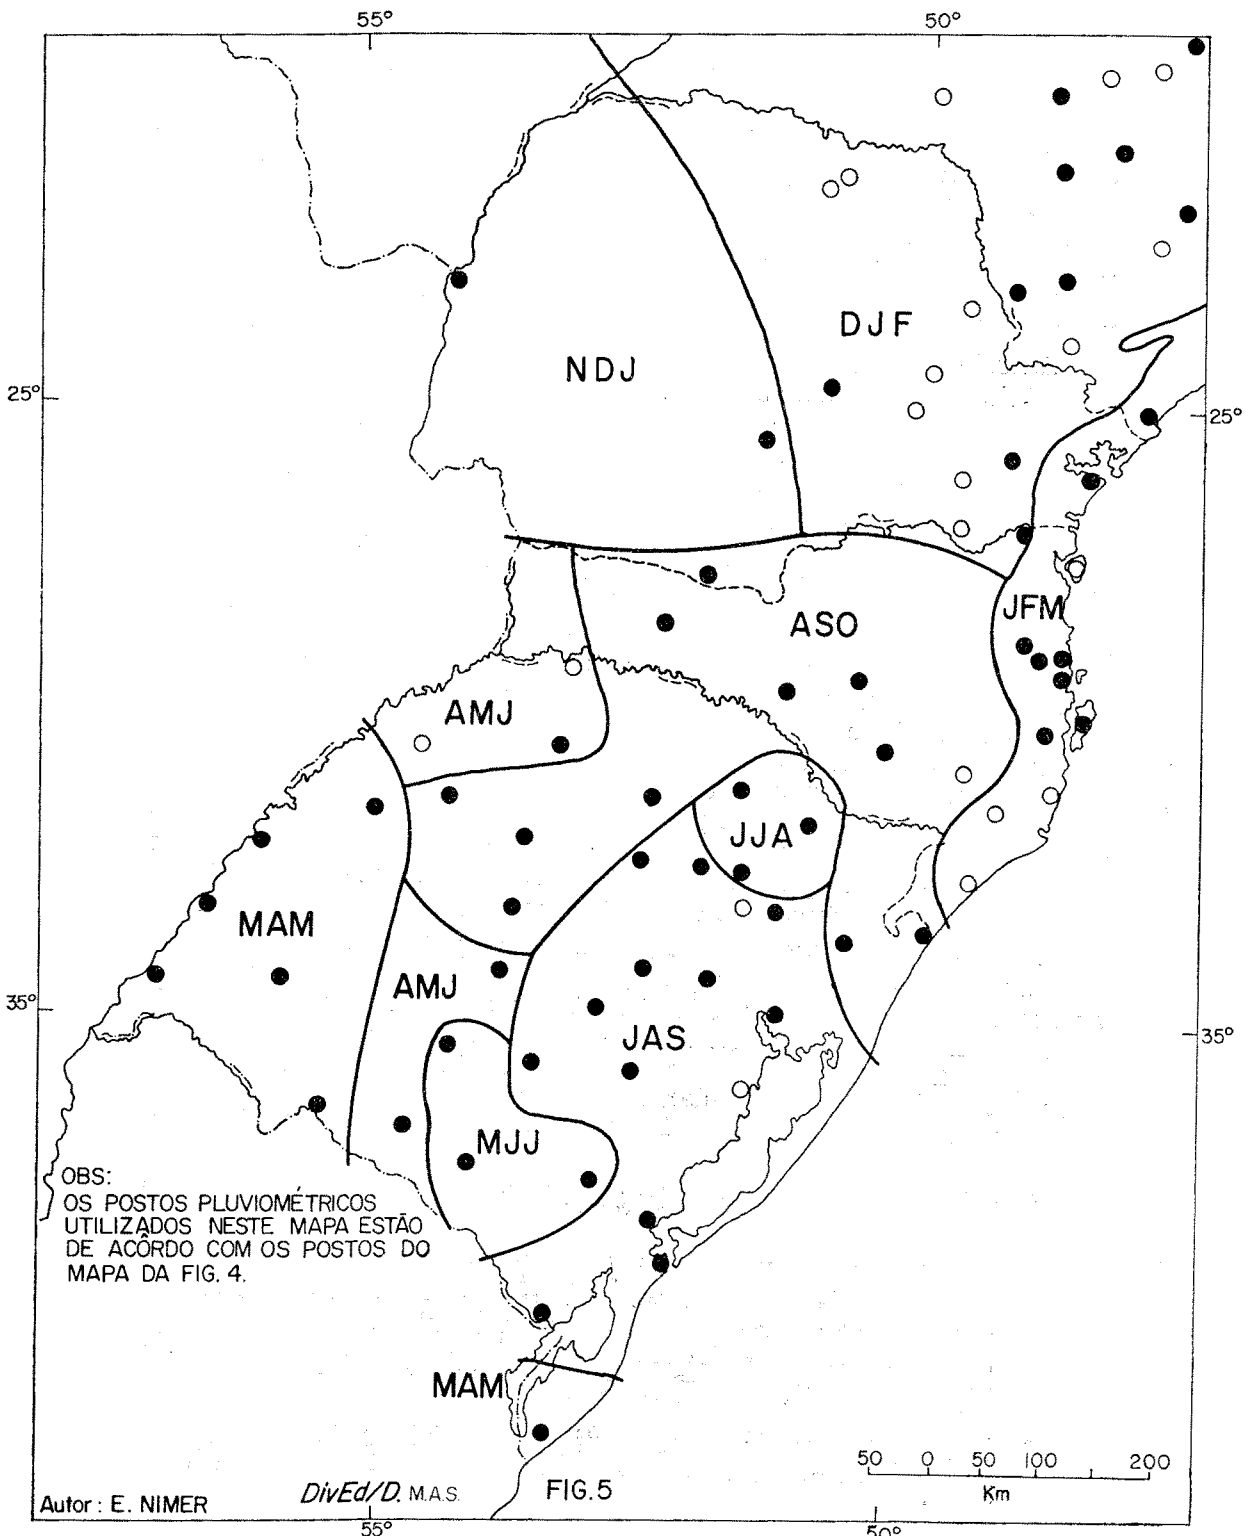 55°
50°
DJF
NDJ
25°
25°
JFM
ASO
AMJ
JJA
MAM
AMJ
35°
JAS
35°
MJJ
OBS:
OS POSTOS PLUVIOMÉTRICOS
UTILIZADOS NESTE MAPA ESTÃO
DE ACÔRDO COM OS POSTOS DO
MAPA DA FIG. 4.
MAM
50 0 50 100 200
Km
Autor : E. NIMER
DivEd/D. M.A.S.
FIG.5
55°
50°